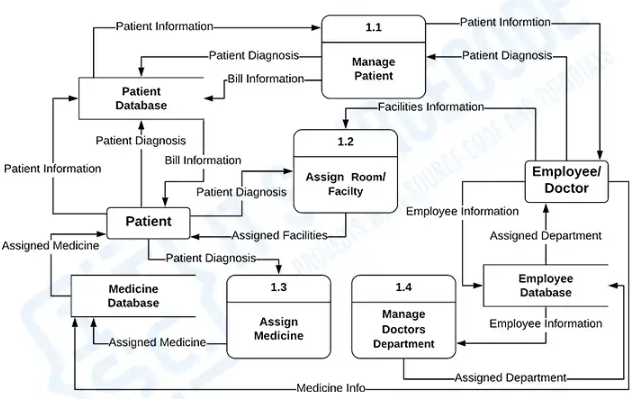 Patient Information
1.1
Patient Informtion
Manage
Patient
Patient Diagnosis
Patient Diagnosis
Bill Information
Patient
Database
Facilities Information
Patient Diagnosis
1.2
Bill Information
Patient Information
Assign Room/
Facilty
Employee/
Doctor
Patient Diagnosis
Patient
Employee Information
Assigned Facilities
Assigned Department
Assigned Medicine
Patient Diagnosis
Medicine
Database
1.3
1.4
Employee
Database
Assign
Medicine
Manage
Doctors
Department
Employee Information
Assigned Medicine
Assigned Department
Medicine Info